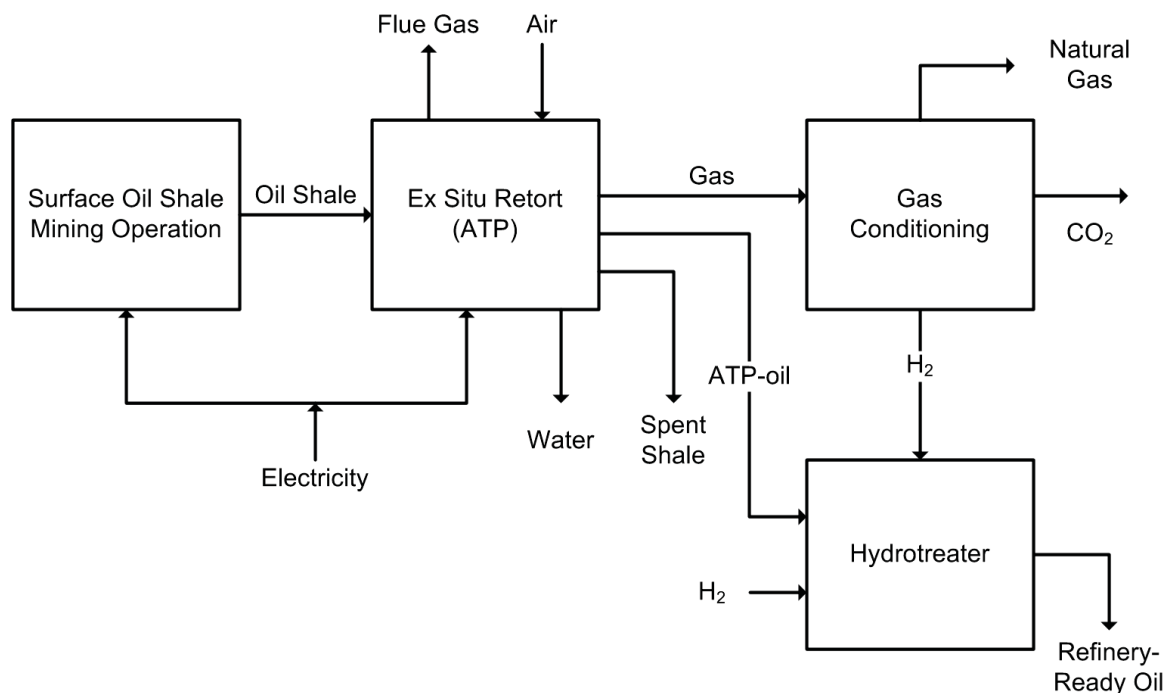 Flue Gas
Air
Natural
Gas
Surface Oil Shale
Mining Operation
Oil Shale
Ex Situ Retort
(ATP)
Gas
Gas
Conditioning
CO₂
H₂
ATP-oil
Water
Spent
Shale
Electricity
H₂
Hydrotreater
Refinery-
Ready Oil